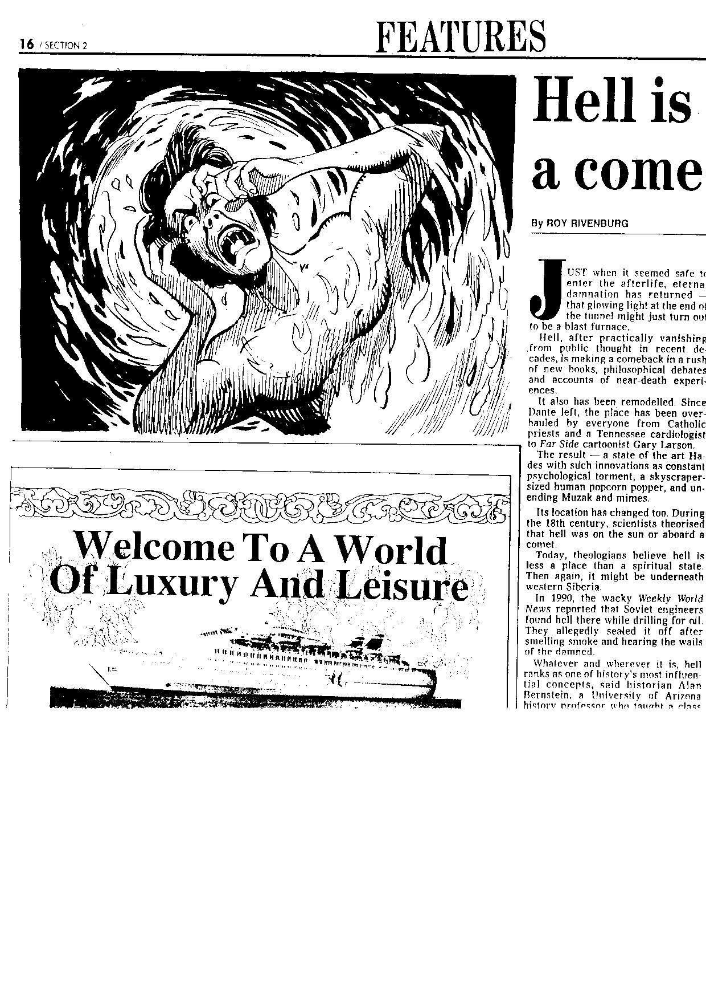 16 / SECTION 2
FEATURES
Hell is
a come
By ROY RIVENBURG
JUST when it seemed safe to
enter the afterlife, eterna
damnation has returned —
that glowing light at the end of
the tunnel might just turn out
to be a blast furnace.
Hell, after practically vanishing
from public thought in recent de-
cades, is making a comeback in a rush
of new books, philosophical debates
and accounts of near-death experi-
ences.
It also has been remodelled. Since
Dante left, the place has been over-
hauled by everyone from Catholic
priests and a Tennessee cardiologist
to Far Side cartoonist Gary Larson.
The result — a state of the art Ha-
des with such innovations as constant
psychological torment, a skyscraper-
sized human popcorn popper, and un-
ending Muzak and mimes.
Its location has changed too. During
the 18th century, scientists theorised
that hell was on the sun or aboard a
comet.
Today, theologians believe hell is
less a place than a spiritual state.
Then again, it might be underneath
western Siberia.
In 1990, the wacky Weekly World
News reported that Soviet engineers
found hell there while drilling for oil.
They allegedly sealed it off after
smelling smoke and hearing the wails
of the damned.
Whatever and wherever it is, hell
ranks as one of history's most influen-
tial concepts, said historian Alan
Bernstein, a University of Arizona
history professor who taught a class
Welcome To A World
Of Luxury And Leisure